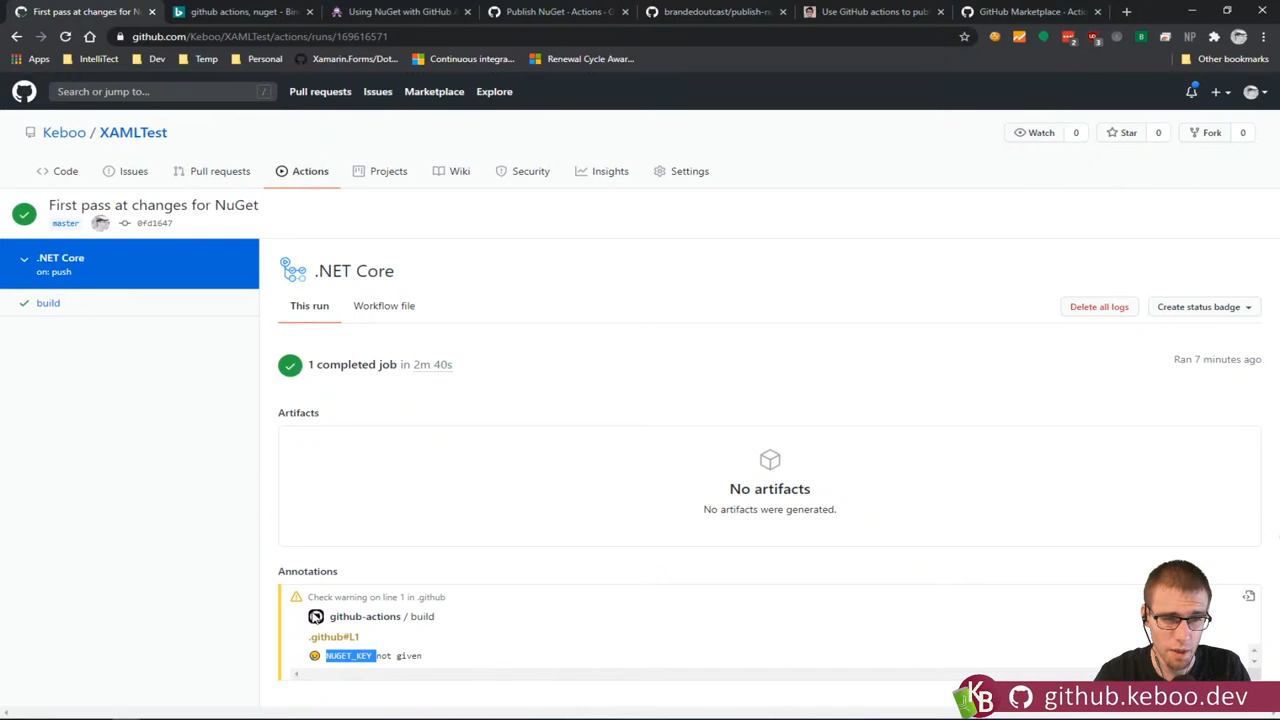 First pass at changes for Nu
github actions, nuget - Bin
Using NuGet with GitHub A
Publish NuGet - Actions - G
brandedoutcast/publish-n
Use GitHub actions to publ
GitHub Marketplace - Actio
github.com/Keboo/XAMLTest/actions/runs/169616571
Apps IntelliTect Dev Temp Personal Xamarin.Forms/Dot... Continuous integra... Renewal Cycle Awar... Other bookmarks
Search or jump to... / Pull requests Issues Marketplace Explore
Keboo / XAMLTest Watch 0 Star 0 Fork 0
Code Issues Pull requests Actions Projects Wiki Security Insights Settings
First pass at changes for NuGet
master 0fd1647
.NET Core
on: push
build
.NET Core
This run Workflow file Delete all logs Create status badge
1 completed job in 2m 40s Ran 7 minutes ago
Artifacts
No artifacts
No artifacts were generated.
Annotations
Check warning on line 1 in .github
github-actions / build
.github#L1
NUGET_KEY not given
KB github.keboo.dev